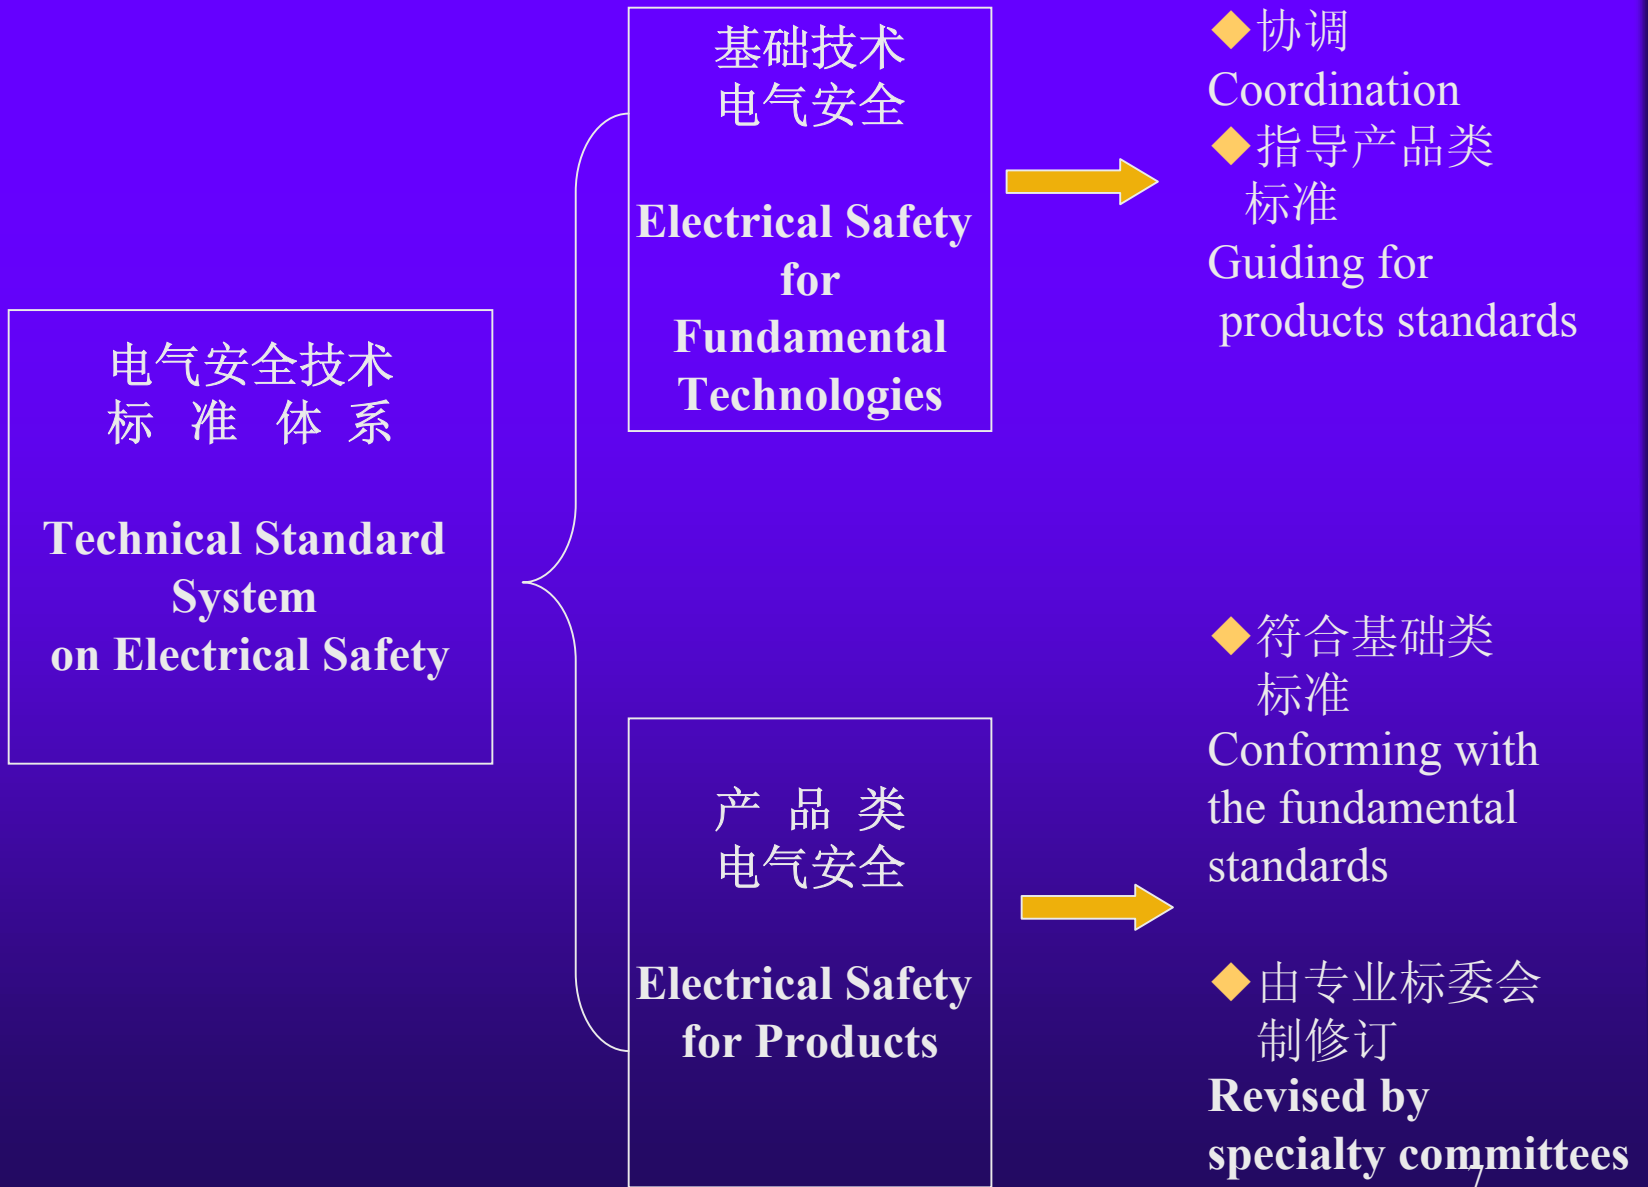 电气安全技术
标 准 体 系
Technical Standard
System
on Electrical Safety
基础技术
电气安全
Electrical Safety
for
Fundamental
Technologies
◆协调
Coordination
◆指导产品类
标准
Guiding for
products standards
产 品 类
电气安全
Electrical Safety
for Products
◆符合基础类
标准
Conforming with
the fundamental
standards
◆由专业标委会
制修订
Revised by
specialty committees
7